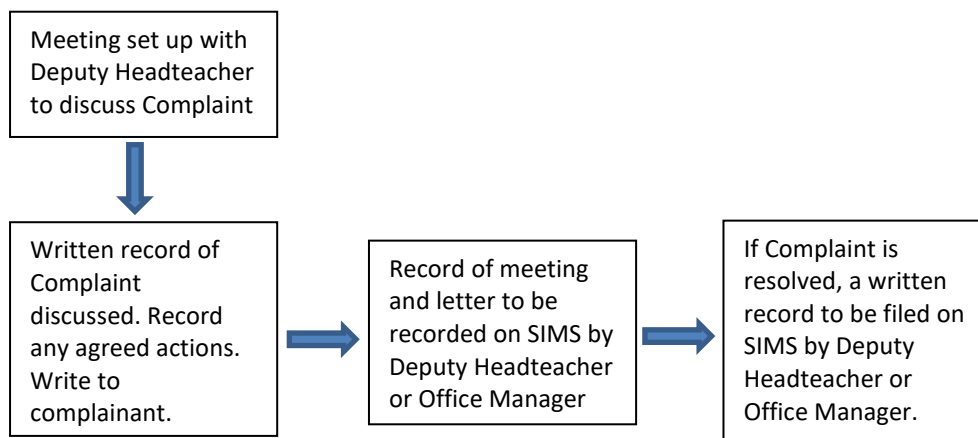 Meeting set up with
Deputy Headteacher
to discuss Complaint
Written record of
Complaint
discussed. Record
any agreed actions.
Write to
complainant.
Record of meeting
and letter to be
recorded on SIMS by
Deputy Headteacher
or Office Manager
If Complaint is
resolved, a written
record to be filed on
SIMS by Deputy
Headteacher or
Office Manager.